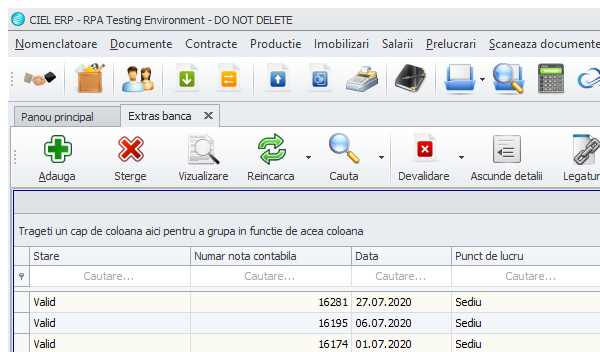 CIEL ERP - RPA Testing Environment - DO NOT DELETE
Nomenclatoare Documente Contracte Productie Imobilizari Salarii Prelucrari Scaneaza documente
Panou principal Extras banca
Adauga Sterge Vizualizare Reincarca Cauta Devalidare Ascunde detalii Legatur
Trageti un cap de coloana aici pentru a grupa in functie de acea coloana
Stare Numar nota contabila Data Punct de lucru
Cautare... Cautare... Cautare... Cautare...
Valid 16281 27.07.2020 Sediu
Valid 16195 06.07.2020 Sediu
Valid 16174 01.07.2020 Sediu